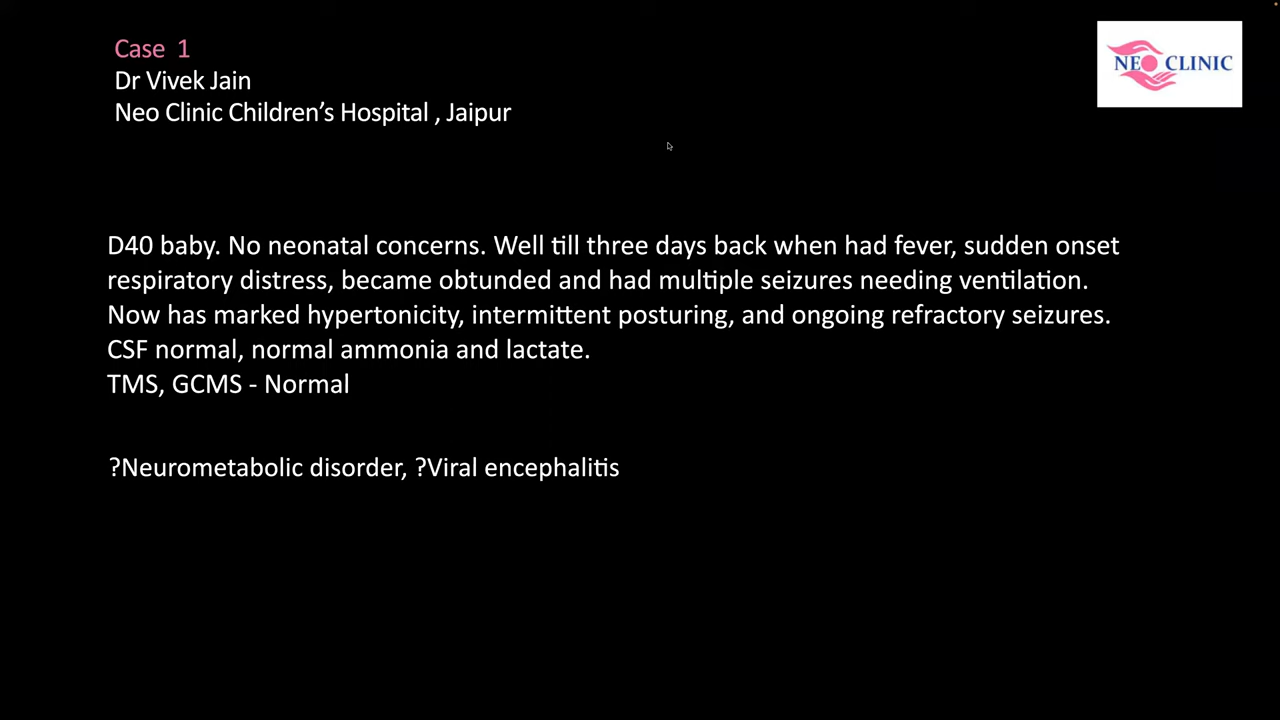 Case 1
Dr Vivek Jain
Neo Clinic Children’s Hospital , Jaipur
NEO CLINIC
D40 baby. No neonatal concerns. Well till three days back when had fever, sudden onset
respiratory distress, became obtunded and had multiple seizures needing ventilation.
Now has marked hypertonicity, intermittent posturing, and ongoing refractory seizures.
CSF normal, normal ammonia and lactate.
TMS, GCMS - Normal
?Neurometabolic disorder, ?Viral encephalitis